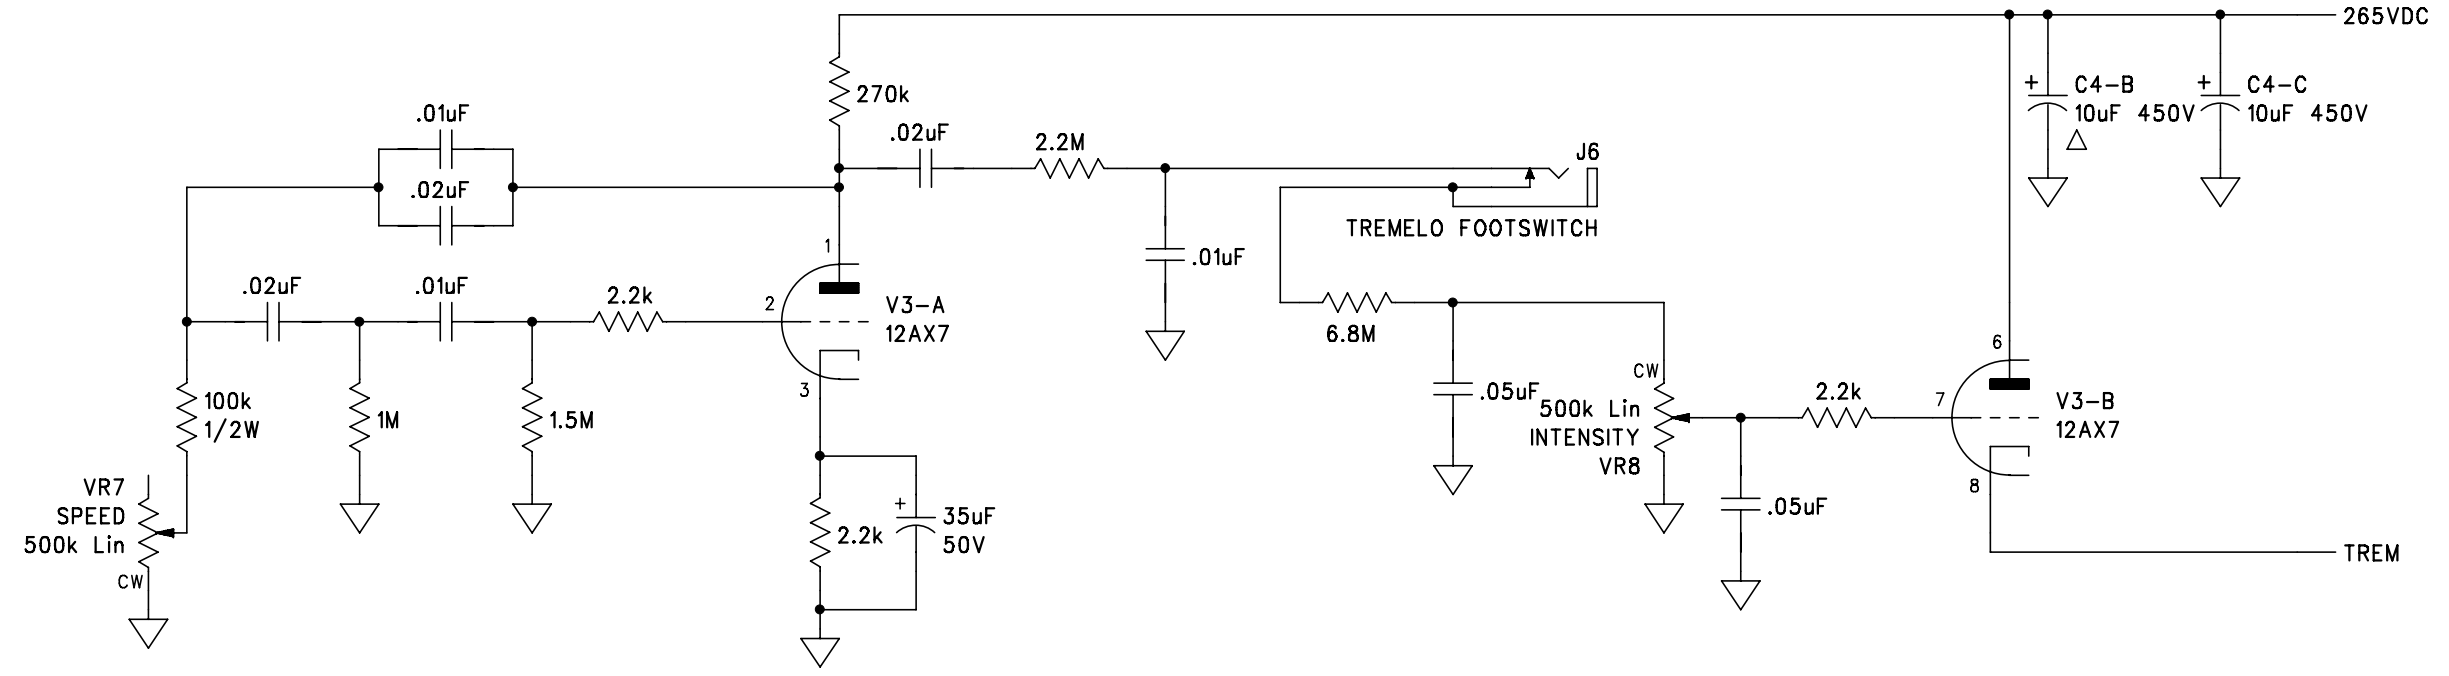 265VDC
+
C4-B
10uF 450V
+
C4-C
10uF 450V
270k
.01uF
.02uF
.02uF
2.2M
J6
TREMELO FOOTSWITCH
.01uF
1
2
3
V3-A
12AX7
.02uF
.01uF
2.2k
100k
1/2W
1M
1.5M
VR7
SPEED
500k Lin
CW
+
35uF
50V
2.2k
6.8M
.05uF
CW
500k Lin
INTENSITY
VR8
.05uF
2.2k
6
7
8
V3-B
12AX7
TREM